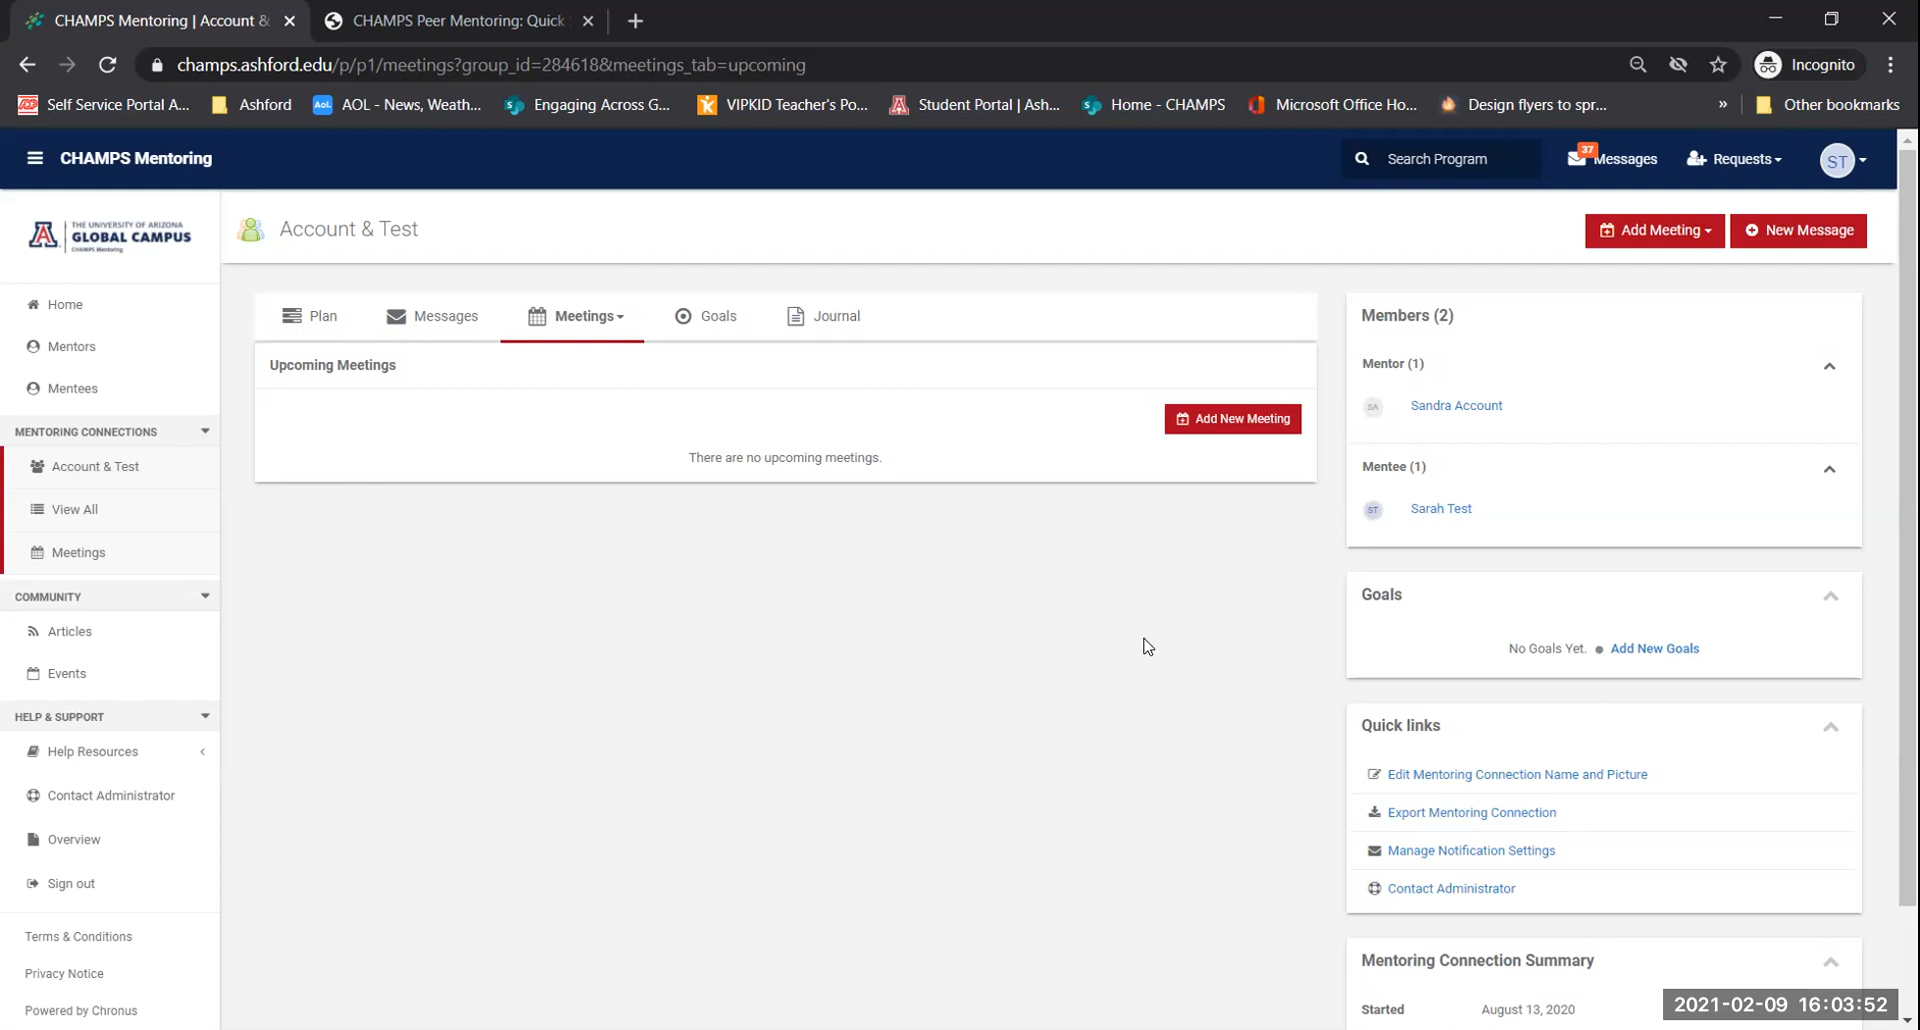 CHAMPS Mentoring | Account &
CHAMPS Peer Mentoring: Quick
champs.ashford.edu/p/p1/meetings?group_id=284618&meetings_tab=upcoming
Incognito
Self Service Portal A...
Ashford
AOL - News, Weath...
Engaging Across G...
VIPKID Teacher's Po...
Student Portal | Ash...
Home - CHAMPS
Microsoft Office Ho...
Design flyers to spr...
»
Other bookmarks
CHAMPS Mentoring
Search Program
37
Messages
Requests
ST
THE UNIVERSITY OF ARIZONA
GLOBAL CAMPUS
CHAMPS Mentoring
Account & Test
Add Meeting
New Message
Home
Mentors
Mentees
MENTORING CONNECTIONS
Account & Test
View All
Meetings
COMMUNITY
Articles
Events
HELP & SUPPORT
Help Resources
Contact Administrator
Overview
Sign out
Terms & Conditions
Privacy Notice
Powered by Chronus
Plan
Messages
Meetings
Goals
Journal
Upcoming Meetings
Add New Meeting
There are no upcoming meetings.
Members (2)
Mentor (1)
SA
Sandra Account
Mentee (1)
ST
Sarah Test
Goals
No Goals Yet. ● Add New Goals
Quick links
Edit Mentoring Connection Name and Picture
Export Mentoring Connection
Manage Notification Settings
Contact Administrator
Mentoring Connection Summary
Started
August 13, 2020
2021-02-09 16:03:52